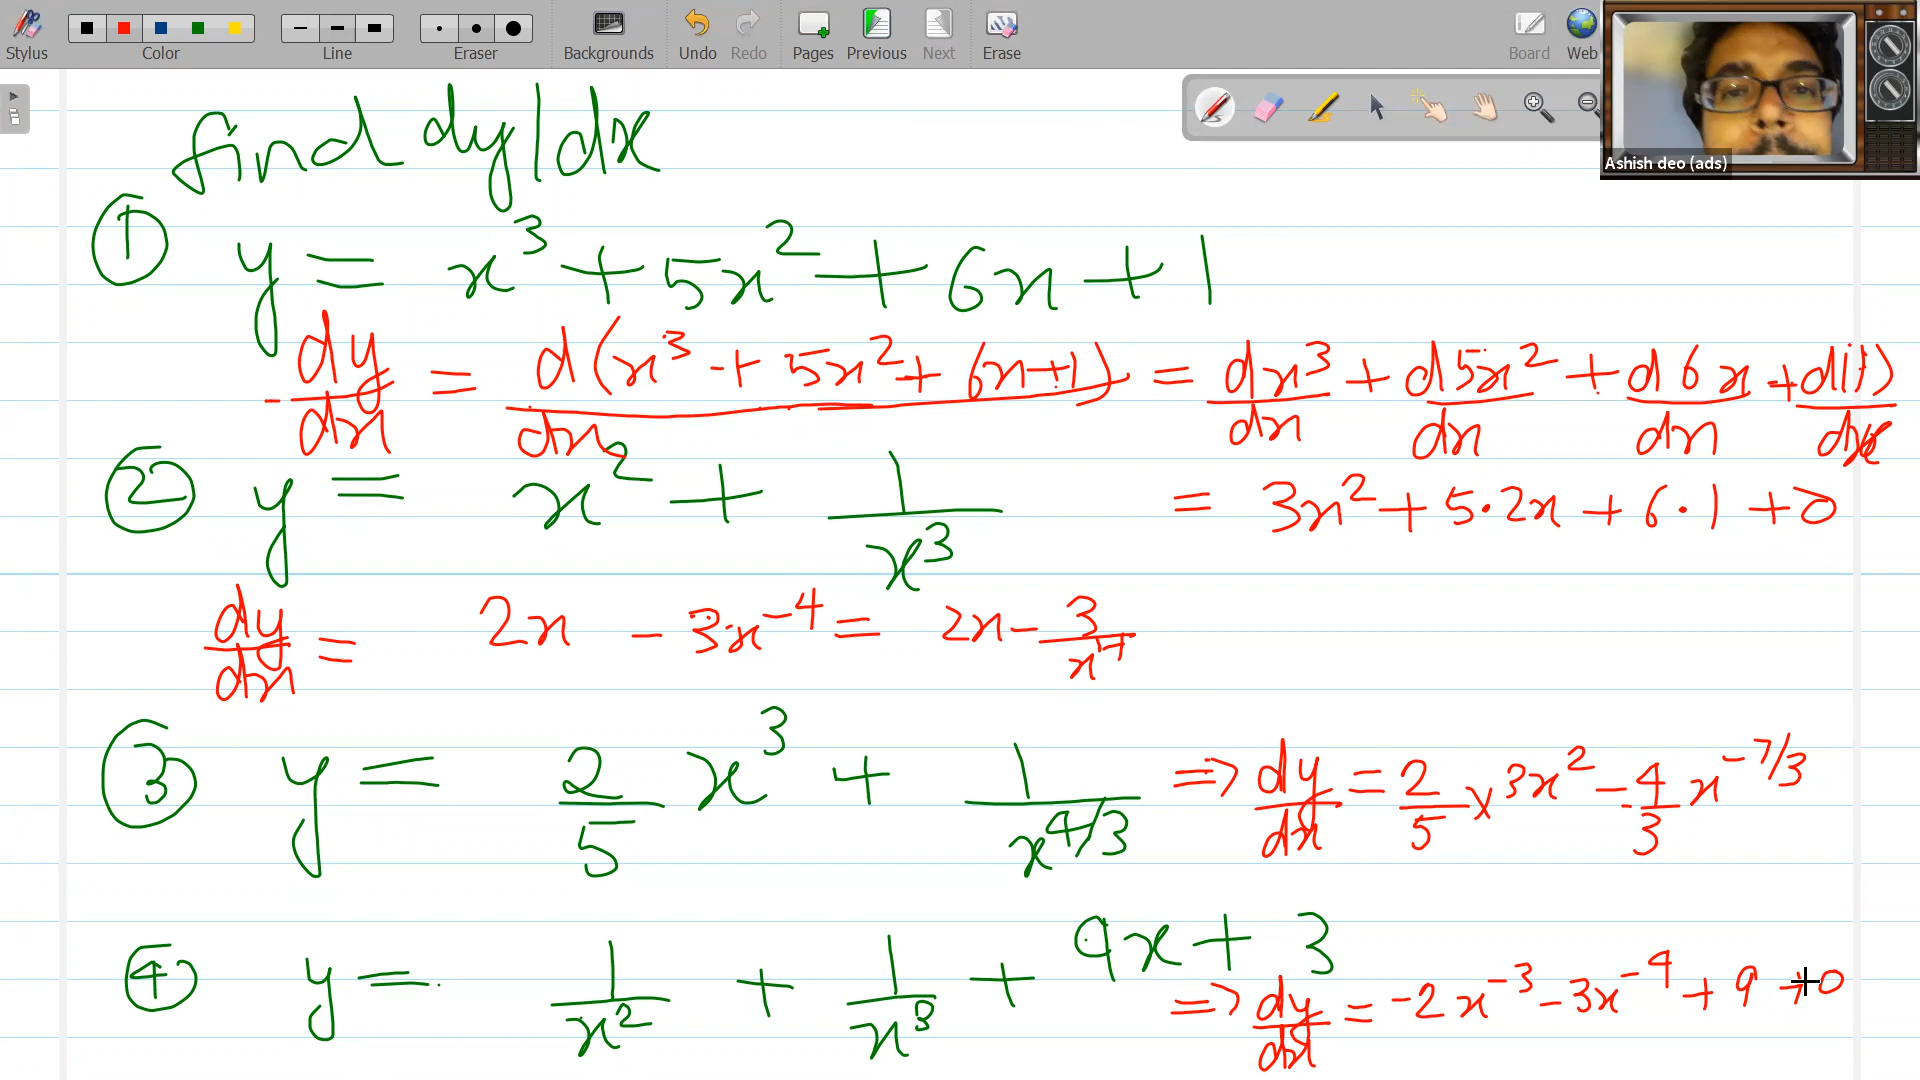 Stylus Color Line Eraser Backgrounds Undo Redo Pages Previous Next Erase Board Web
Ashish deo (ads)
find dy/dx
① y = x³ + 5x² + 6x + 1
dy/dx = d(x³ + 5x² + 6x + 1)/dx = dx³/dx + d5x²/dx + d6x/dx + d(1)/dx
= 3x² + 5·2x + 6·1 + 0
② y = x² + 1/x³
dy/dx = 2x - 3x⁻⁴ = 2x - 3/x⁴
③ y = 2/5 x³ + 1/x^(4/3) => dy/dx = 2/5 × 3x² - 4/3 x^(-7/3)
④ y = 1/x² + 1/x³ + 9x + 3
=> dy/dx = -2x⁻³ - 3x⁻⁴ + 9 + 0